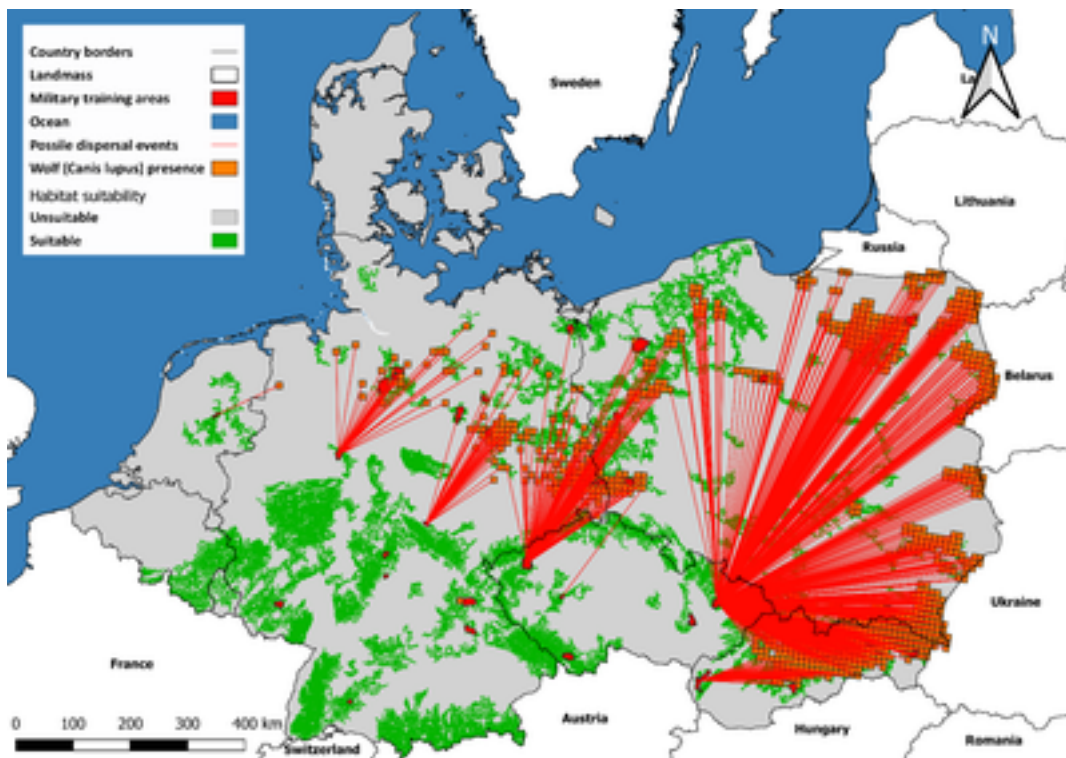 N
Sweden
La
Country borders
Landmass
Military training areas
Ocean
Possile dispersal events
Wolf (Canis lupus) presence
Habitat suitability
Unsuitable
Suitable
Lithuania
Russia
Belarus
Ukraine
France
Austria
Hungary
Romania
Switzerland
0 100 200 300 400 km